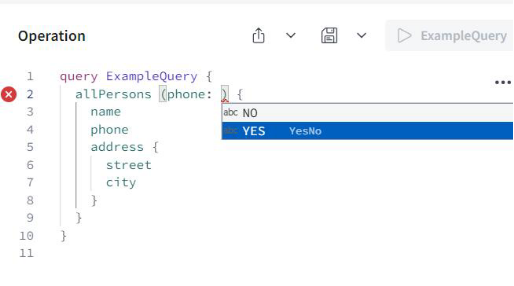 Operation
ExampleQuery
1 query ExampleQuery {
2 allPersons (phone: ) {
abc NO
3 name
abc YES YesNo
4 phone
5 address {
6 street
7 city
8 }
9 }
10 }
11